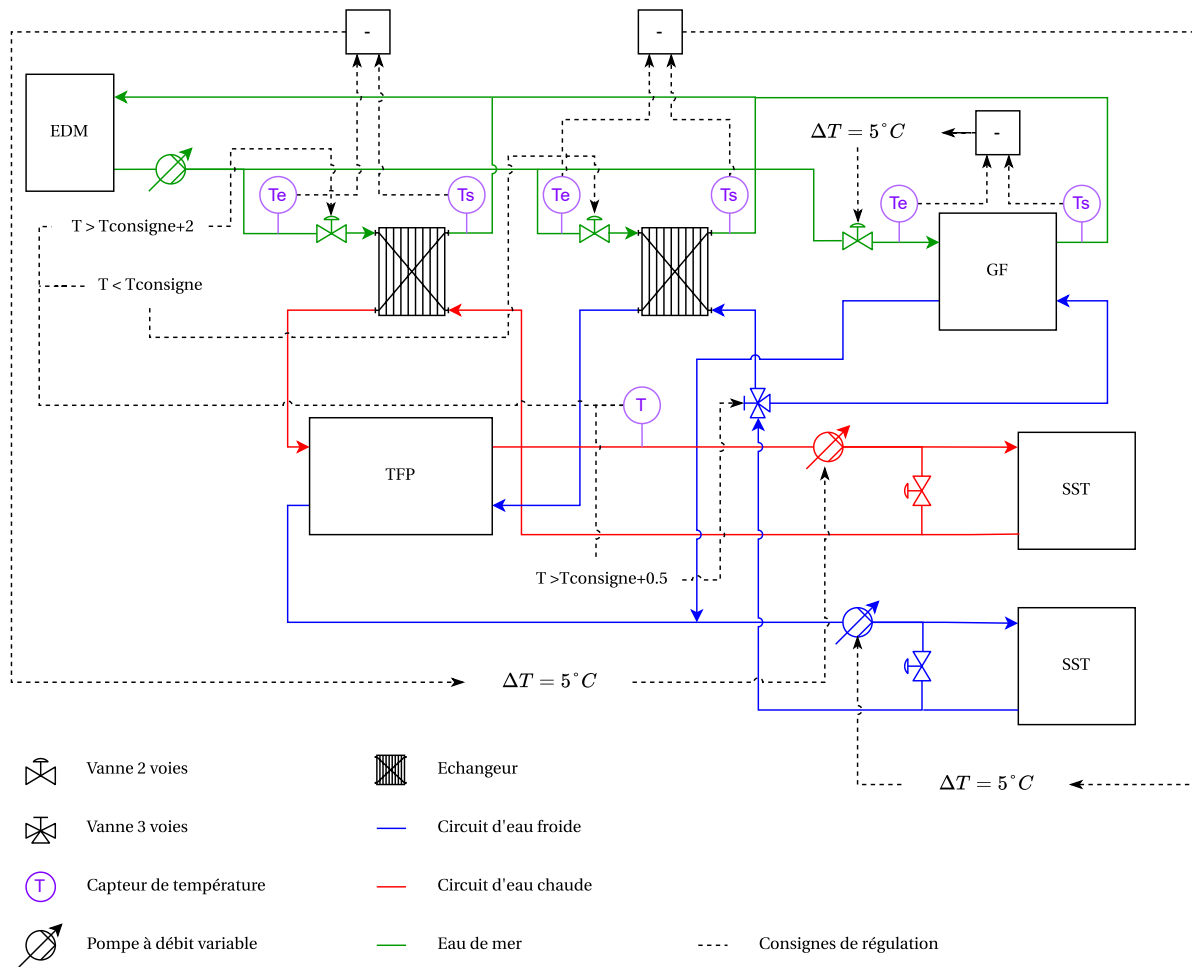 -
-
EDM
ΔT = 5°C
-
Te
Ts
Te
Ts
Te
Ts
T > Tconsigne+2
GF
T < Tconsigne
T
TFP
SST
T >Tconsigne+0.5
SST
ΔT = 5°C
Vanne 2 voies
Echangeur
ΔT = 5°C
Vanne 3 voies
Circuit d'eau froide
T
Capteur de température
Circuit d'eau chaude
Pompe à débit variable
Eau de mer
Consignes de régulation